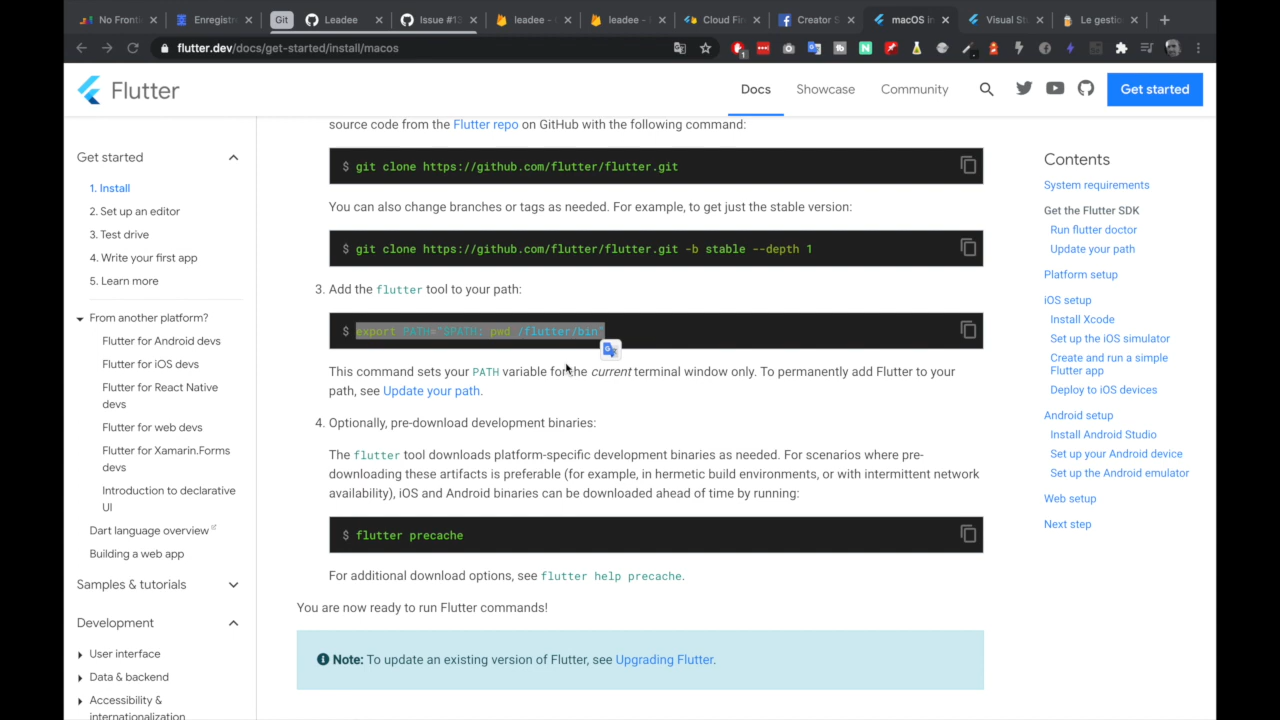 No Fronti
Enregistr
Git
Leadee
Issue #13
leadee - C
leadee - 
Cloud Fire
Creator S
macOS in
Visual Stu
Le gestio
flutter.dev/docs/get-started/install/macos
Flutter
Docs
Showcase
Community
Get started
Get started
1. Install
2. Set up an editor
3. Test drive
4. Write your first app
5. Learn more
From another platform?
Flutter for Android devs
Flutter for iOS devs
Flutter for React Native
devs
Flutter for web devs
Flutter for Xamarin.Forms
devs
Introduction to declarative
UI
Dart language overview
Building a web app
Samples & tutorials
Development
User interface
Data & backend
Accessibility &
internationalization
source code from the Flutter repo on GitHub with the following command:
$ git clone https://github.com/flutter/flutter.git
You can also change branches or tags as needed. For example, to get just the stable version:
$ git clone https://github.com/flutter/flutter.git -b stable --depth 1
3. Add the flutter tool to your path:
$ export PATH="$PATH:`pwd`/flutter/bin"
This command sets your PATH variable for the current terminal window only. To permanently add Flutter to your
path, see Update your path.
4. Optionally, pre-download development binaries:
The flutter tool downloads platform-specific development binaries as needed. For scenarios where pre-
downloading these artifacts is preferable (for example, in hermetic build environments, or with intermittent network
availability), iOS and Android binaries can be downloaded ahead of time by running:
$ flutter precache
For additional download options, see flutter help precache.
You are now ready to run Flutter commands!
Note: To update an existing version of Flutter, see Upgrading Flutter.
Contents
System requirements
Get the Flutter SDK
Run flutter doctor
Update your path
Platform setup
iOS setup
Install Xcode
Set up the iOS simulator
Create and run a simple
Flutter app
Deploy to iOS devices
Android setup
Install Android Studio
Set up your Android device
Set up the Android emulator
Web setup
Next step